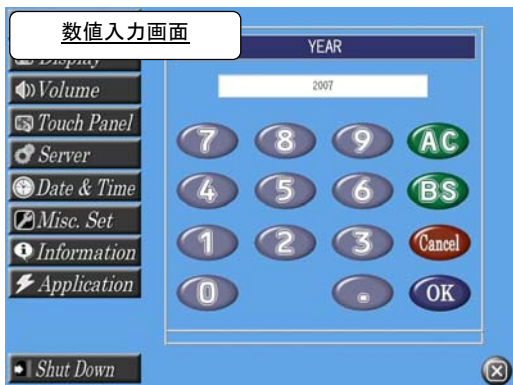 数値入力画面
Display
Volume
Touch Panel
Server
Date & Time
Misc. Set
Information
Application
Shut Down
YEAR
2007
7 8 9 AC
4 5 6 BS
1 2 3 Cancel
0 . OK